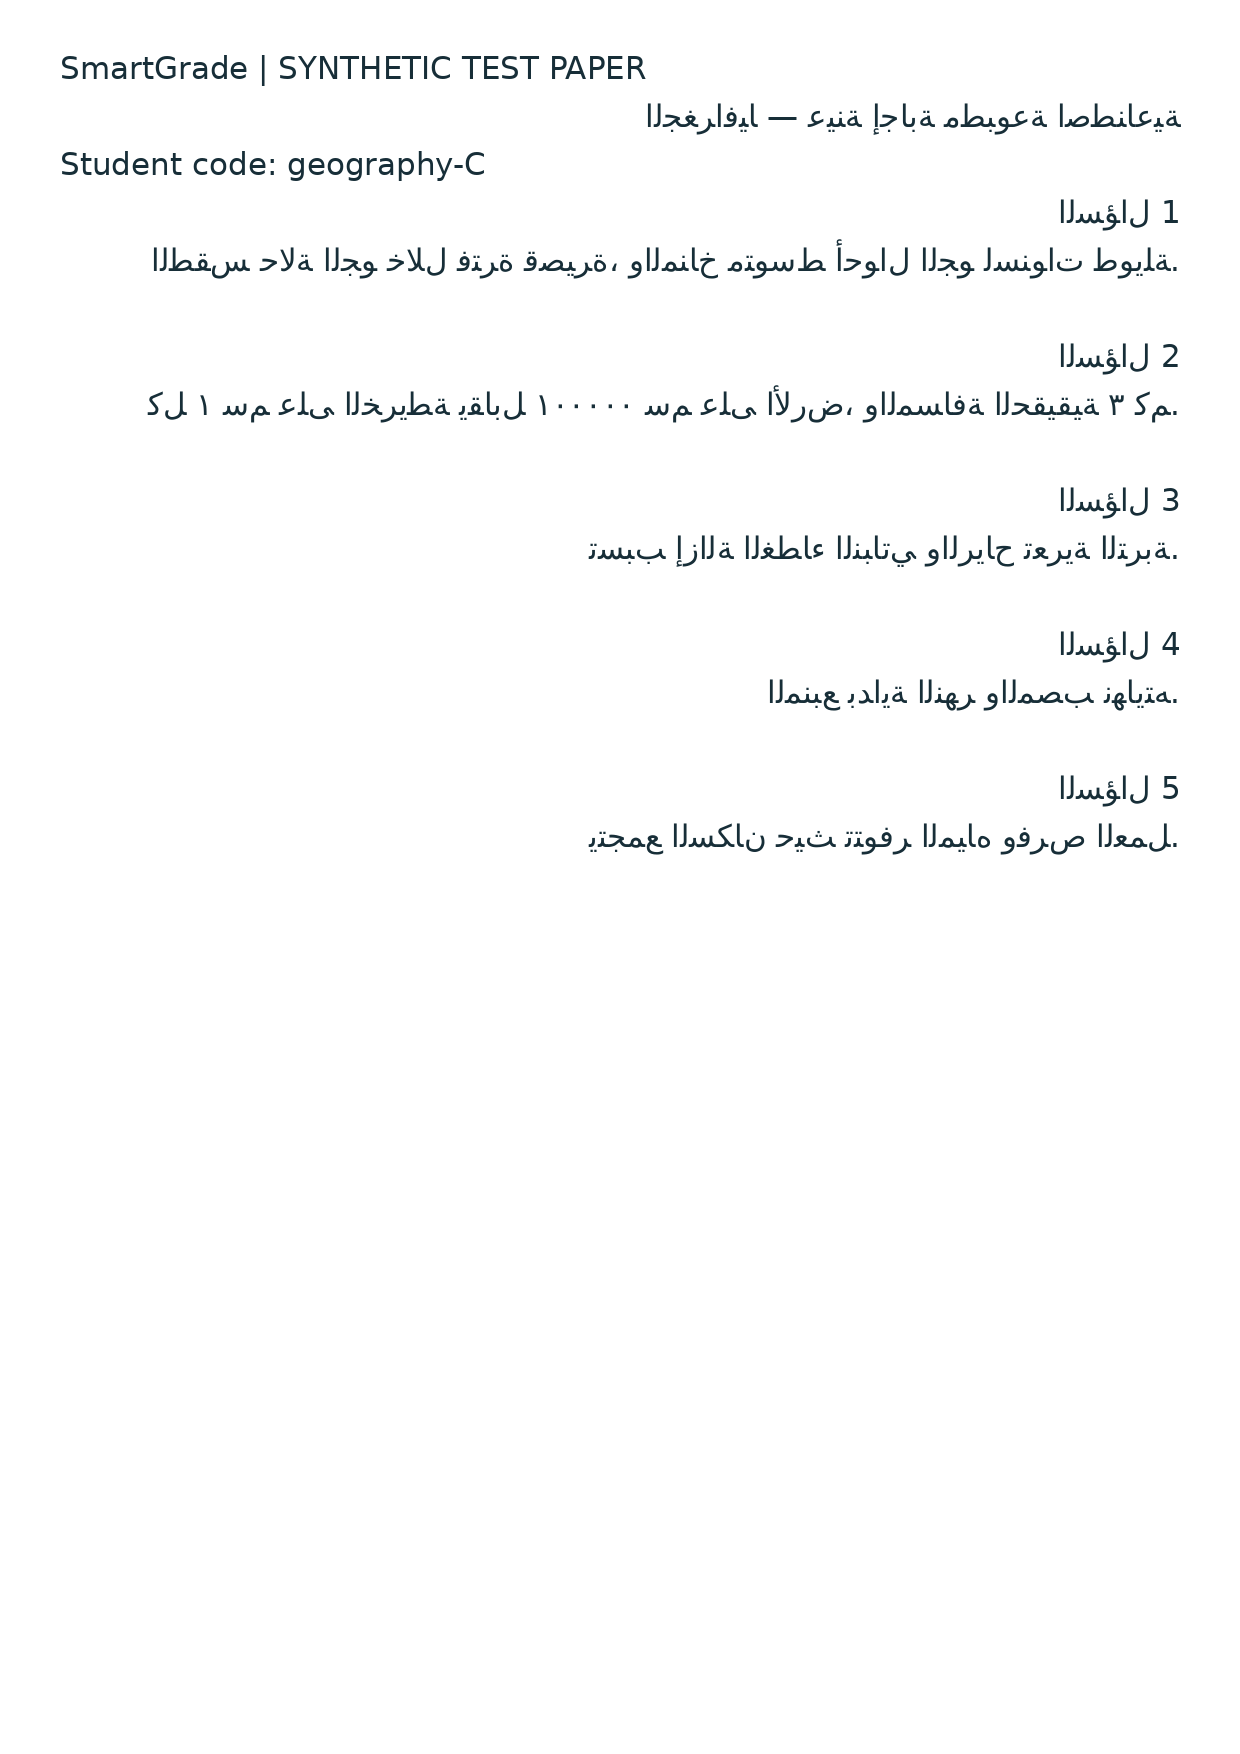 SmartGrade | SYNTHETIC TEST PAPER
الجغرافيا — عينة إجابة مطبوعة اصطناعية
Student code: geography-C
السؤال 1
الطقس حالة الجو خلال فترة قصيرة، والمناخ متوسط أحوال الجو لسنوات طويلة.
السؤال 2
كل ١ سم على الخريطة يقابل ١٠٠٠٠٠ سم على الأرض، والمسافة الحقيقية ٣ كم.
السؤال 3
تسبب إزالة الغطاء النباتي والرياح تعرية التربة.
السؤال 4
المنبع بداية النهر والمصب نهايته.
السؤال 5
يتجمع السكان حيث تتوفر المياه وفرص العمل.